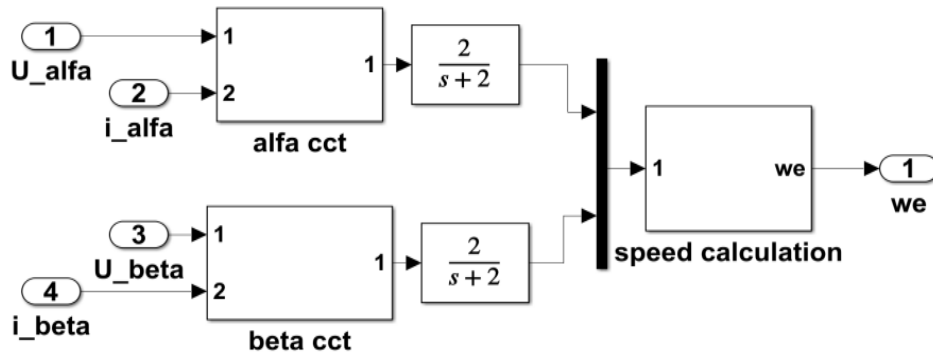 1
U_alfa
2
i_alfa
1
2
1
alfa cct
2
s + 2
3
U_beta
4
i_beta
1
2
1
beta cct
2
s + 2
1
we
speed calculation
1
we